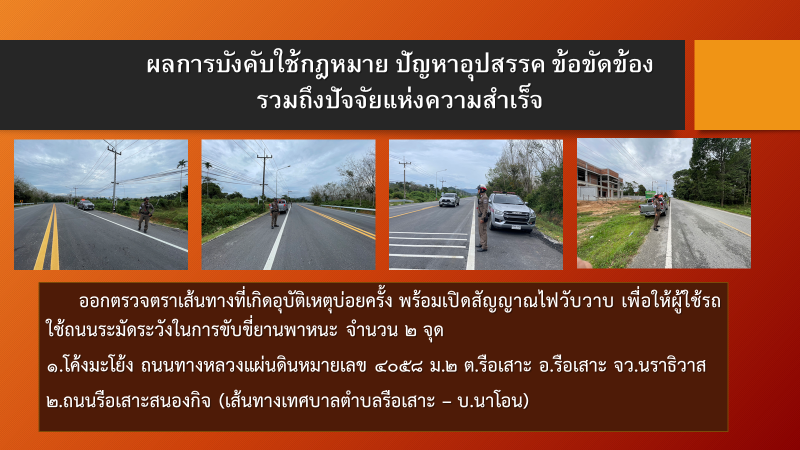 ผลการบังคับใช้กฎหมาย ปัญหาอุปสรรค ข้อขัดข้อง
รวมถึงปัจจัยแห่งความสำเร็จ
ออกตรวจตราเส้นทางที่เกิดอุบัติเหตุบ่อยครั้ง พร้อมเปิดสัญญาณไฟวับวาบ เพื่อให้ผู้ใช้รถ
ใช้ถนนระมัดระวังในการขับขี่ยานพาหนะ จำนวน ๒ จุด
๑.โค้งมะโย้ง ถนนทางหลวงแผ่นดินหมายเลข ๔๐๕๘ ม.๒ ต.รือเสาะ อ.รือเสาะ จว.นราธิวาส
๒.ถนนรือเสาะสนองกิจ (เส้นทางเทศบาลตำบลรือเสาะ – บ.นาโอน)